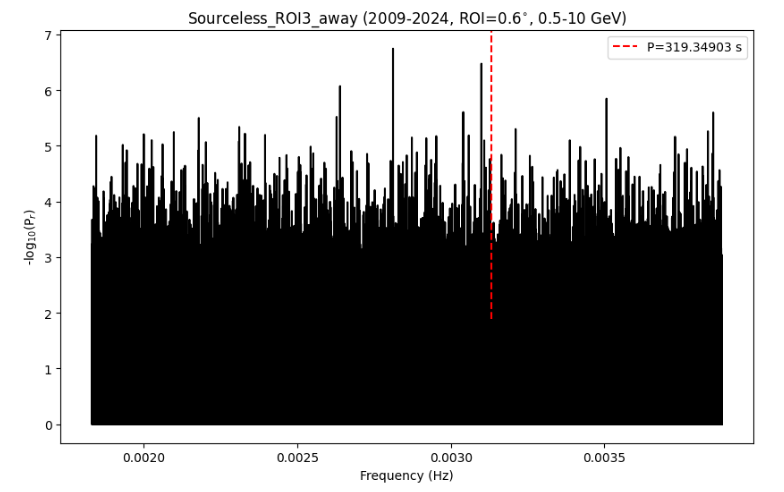 Sourceless_ROI3_away (2009-2024, ROI=0.6°, 0.5-10 GeV)
P=319.34903 s
7
6
5
4
3
2
1
0
-log₁₀(Pᵣ)
0.0020 0.0025 0.0030 0.0035
Frequency (Hz)